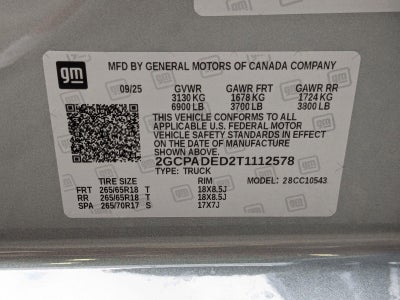 gm
MFD BY GENERAL MOTORS OF CANADA COMPANY
09/25 GVWR GAWR FRT GAWR RR
3130 KG 1678 KG 1724 KG
6900 LB 3700 LB 3800 LB
THIS VEHICLE CONFORMS TO ALL
APPLICABLE U.S. FEDERAL MOTOR
VEHICLE SAFETY STANDARDS IN EFFECT
ON THE DATE OF MANUFACTURE
SHOWN ABOVE.
2GCPADED2T1112578
TYPE: TRUCK
TIRE SIZE RIM MODEL: 28CC10543
FRT 265/65R18 T 18X8.5J
RR 265/65R18 T 18X8.5J
SPA 265/70R17 S 17X7J